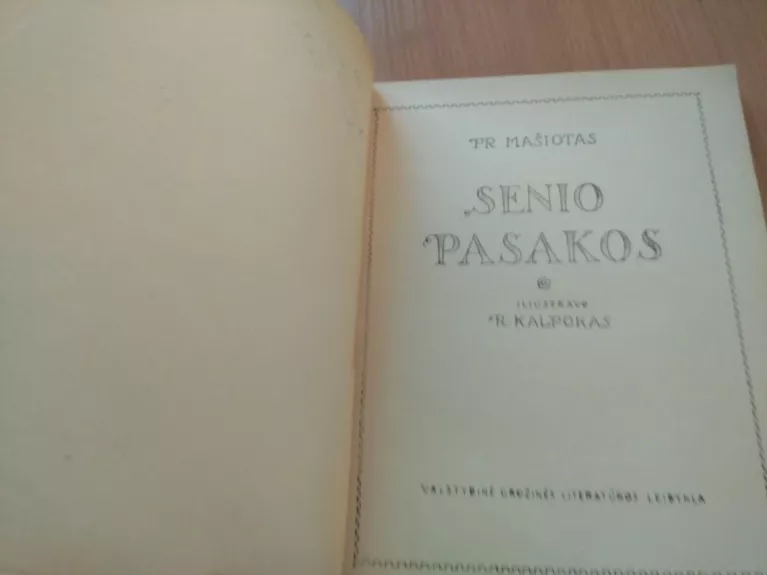 PR MAŠIOTAS
SENIO
PASAKOS
ILIUSTRAVO
R. KALPOKAS
VALSTYBINĖ GROŽINĖS LITERATŪROS LEIDYKLA